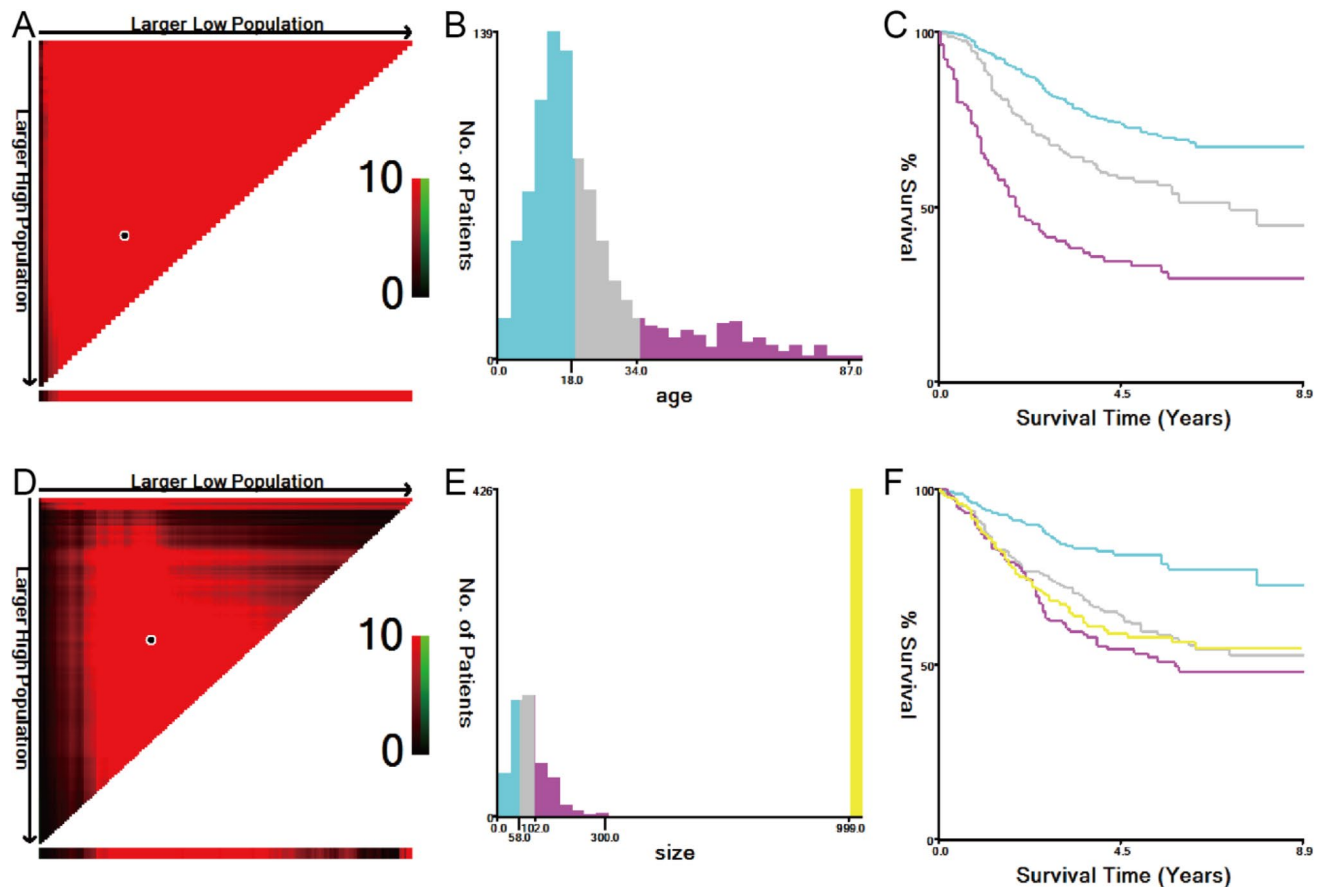 A
Larger Low Population
Larger High Population
10
0
B
139
No. of Patients
0
0.0
18.0
34.0
87.0
age
C
100
% Survival
50
0
0.0
4.5
8.9
Survival Time (Years)
D
Larger Low Population
Larger High Population
10
0
E
426
No. of Patients
0
0.0
58.0
102.0
300.0
999.0
size
F
100
% Survival
50
0
0.0
4.5
8.9
Survival Time (Years)